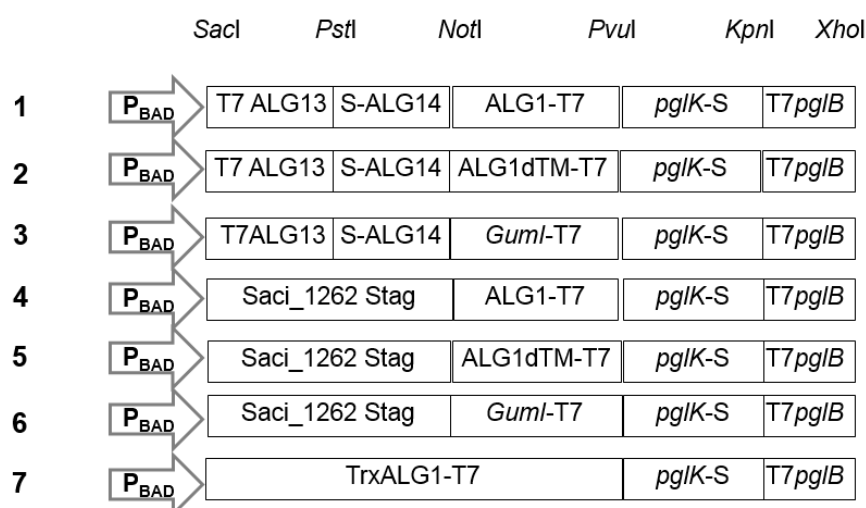 SacI PstI NotI PvuI KpnI XhoI
1 PBAD T7 ALG13 S-ALG14 ALG1-T7 pglK-S T7pglB
2 PBAD T7 ALG13 S-ALG14 ALG1dTM-T7 pglK-S T7pglB
3 PBAD T7ALG13 S-ALG14 GumI-T7 pglK-S T7pglB
4 PBAD Saci_1262 Stag ALG1-T7 pglK-S T7pglB
5 PBAD Saci_1262 Stag ALG1dTM-T7 pglK-S T7pglB
6 PBAD Saci_1262 Stag GumI-T7 pglK-S T7pglB
7 PBAD TrxALG1-T7 pglK-S T7pglB